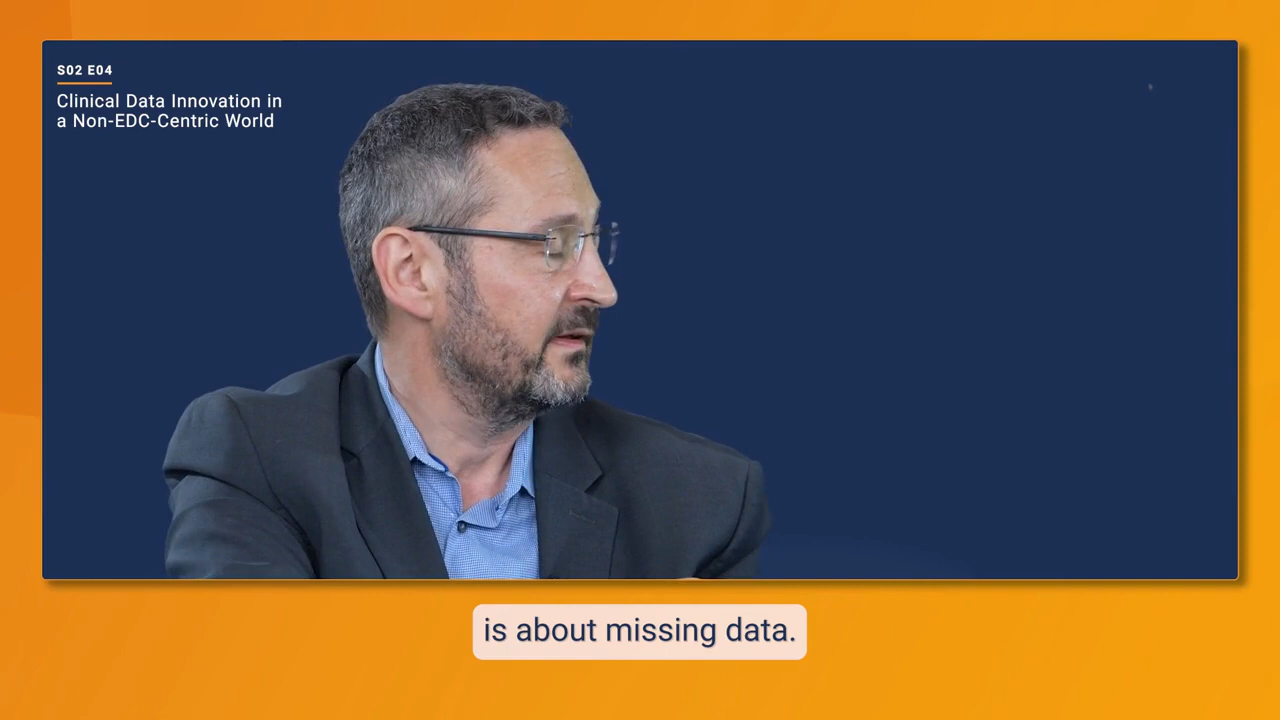 S02 E04
Clinical Data Innovation in
a Non-EDC-Centric World
is about missing data.